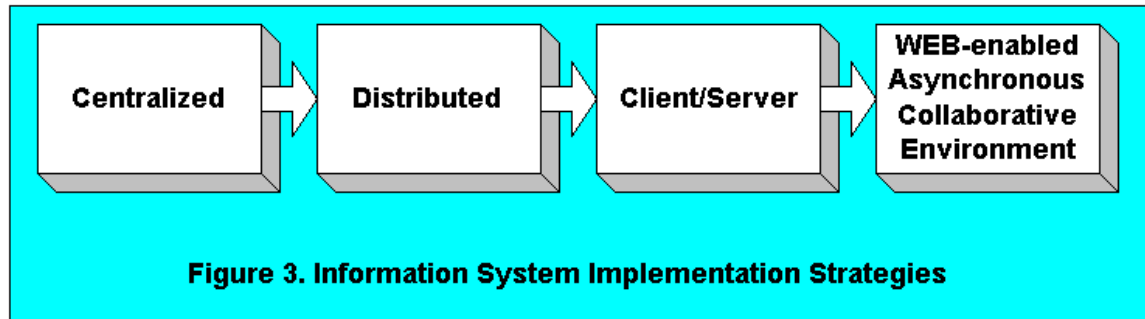 Centralized
Distributed
Client/Server
WEB-enabled
Asynchronous
Collaborative
Environment
Figure 3. Information System Implementation Strategies